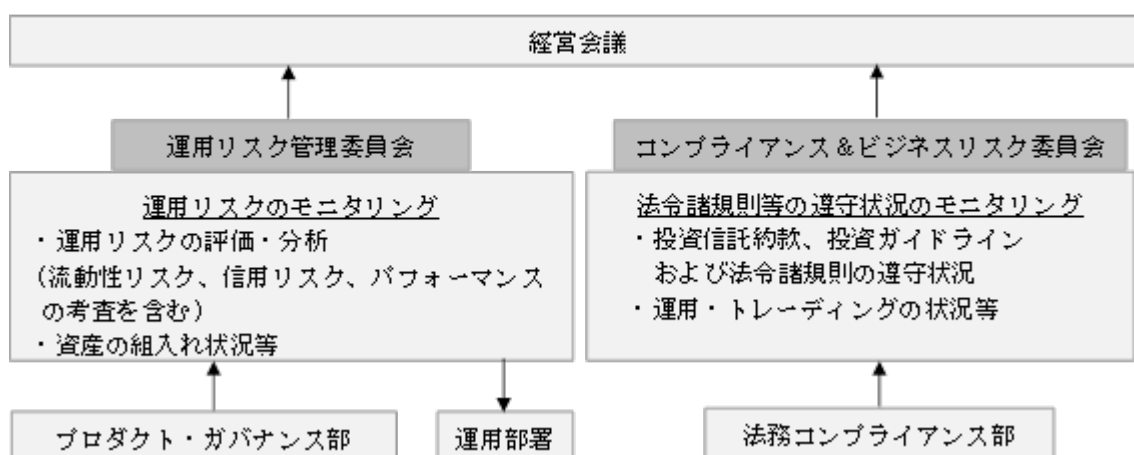 経営会議
運用リスク管理委員会
運用リスクのモニタリング
・運用リスクの評価・分析
(流動性リスク、信用リスク、パフォーマンス
の考査を含む)
・資産の組入れ状況等
プロダクト・ガバナンス部
運用部署
コンプライアンス&ビジネスリスク委員会
法令諸規則等の遵守状況のモニタリング
・投資信託約款、投資ガイドライン
および法令諸規則の遵守状況
・運用・トレーディングの状況等
法務コンプライアンス部